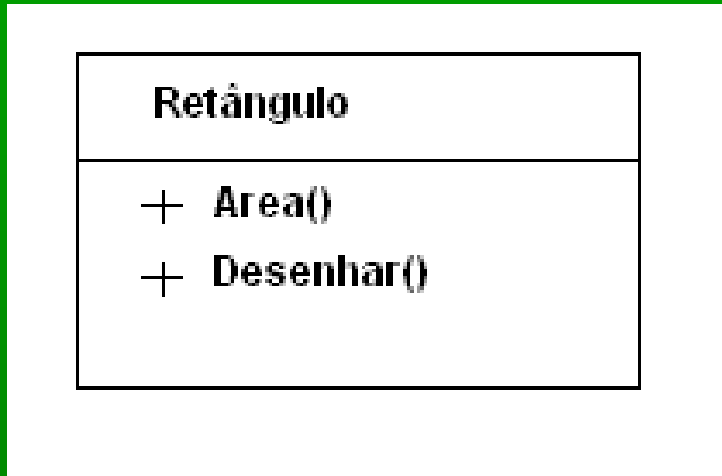 Retângulo
+ Area()
+ Desenhar()